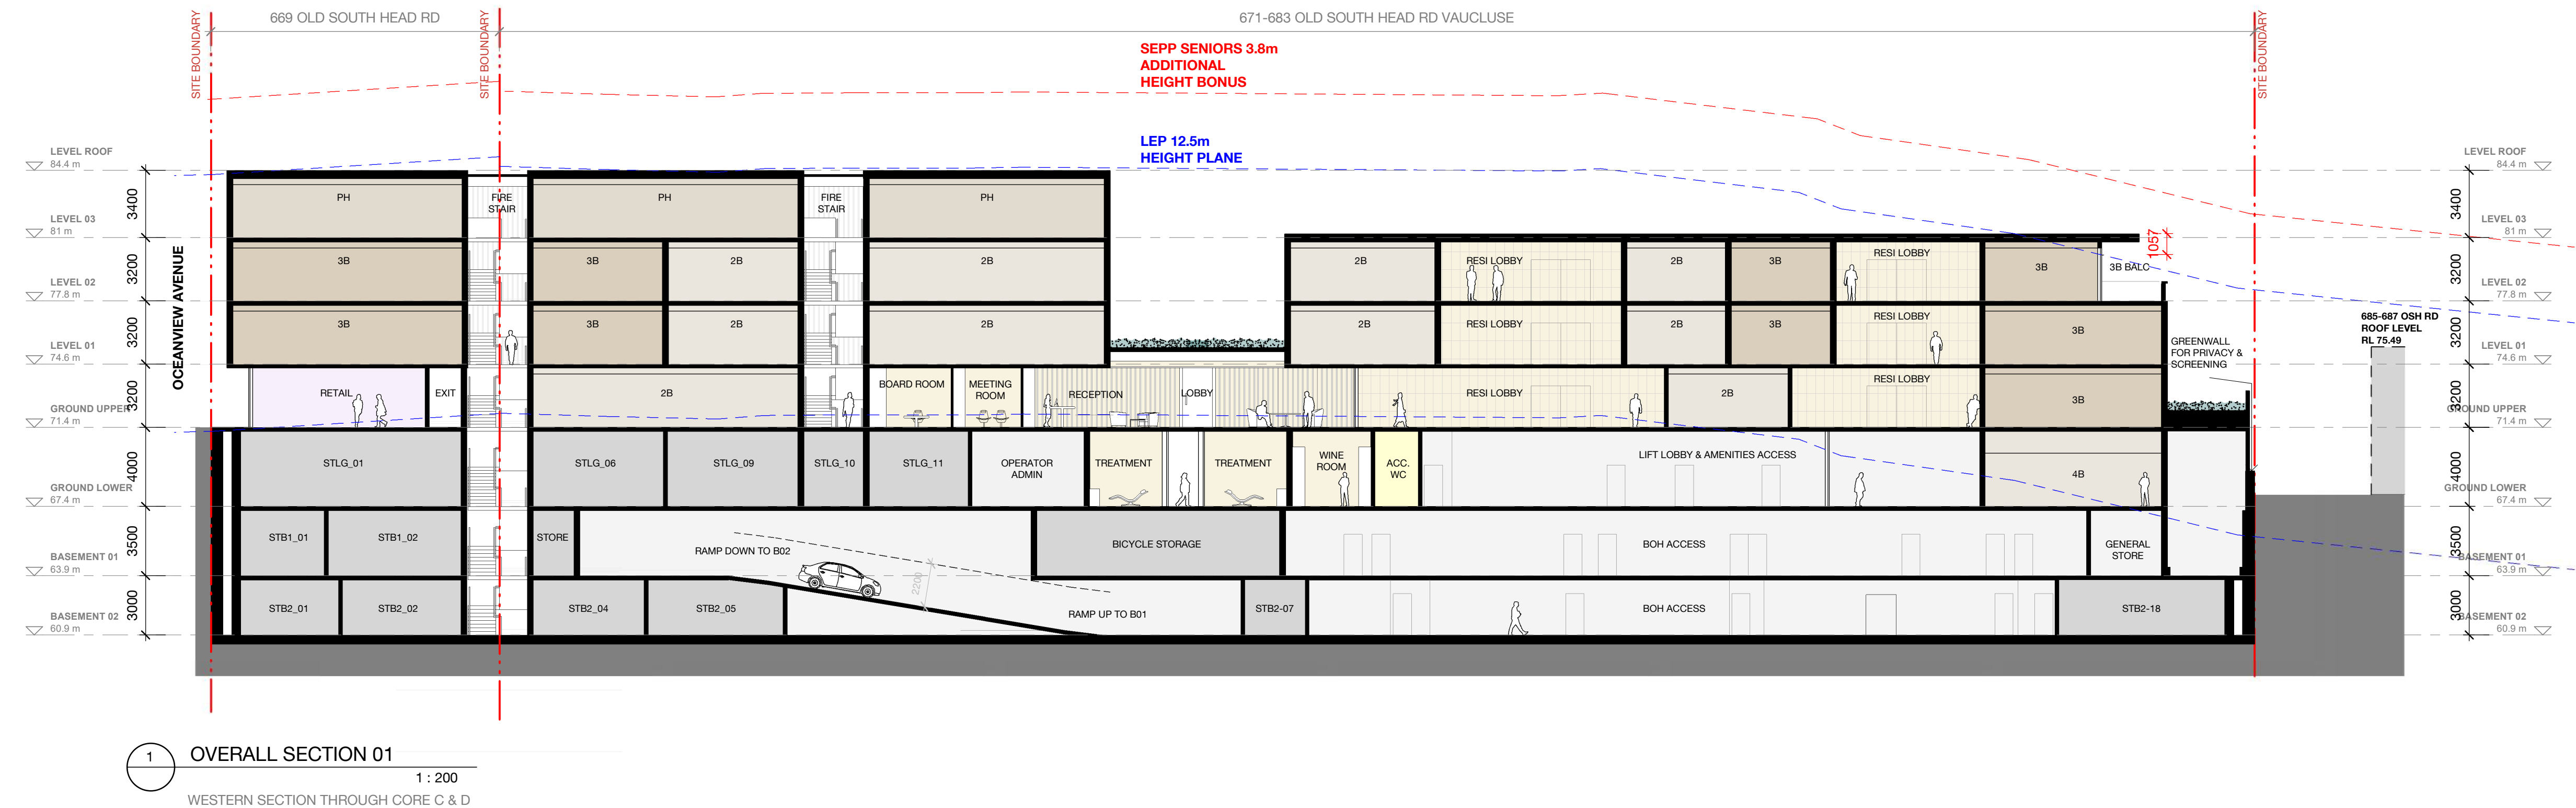 669 OLD SOUTH HEAD RD
671-683 OLD SOUTH HEAD RD VAUCLUSE
SITE BOUNDARY
SITE BOUNDARY
SITE BOUNDARY
SEPP SENIORS 3.8m
ADDITIONAL
HEIGHT BONUS
LEP 12.5m
HEIGHT PLANE
LEVEL ROOF
84.4 m
LEVEL 03
81 m
LEVEL 02
77.8 m
LEVEL 01
74.6 m
GROUND UPPER
71.4 m
GROUND LOWER
67.4 m
BASEMENT 01
63.9 m
BASEMENT 02
60.9 m
3400
3200
3200
3200
4000
3500
3000
OCEANVIEW AVENUE
PH
FIRE
STAIR
PH
FIRE
STAIR
PH
3B
3B
2B
2B
2B
RESI LOBBY
2B
3B
RESI LOBBY
3B
3B BALC
1057
3B
3B
2B
2B
2B
RESI LOBBY
2B
3B
RESI LOBBY
3B
RETAIL
EXIT
2B
BOARD ROOM
MEETING
ROOM
RECEPTION
LOBBY
RESI LOBBY
2B
RESI LOBBY
3B
GREENWALL
FOR PRIVACY &
SCREENING
685-687 OSH RD
ROOF LEVEL
RL 75.49
STLG_01
STLG_06
STLG_09
STLG_10
STLG_11
OPERATOR
ADMIN
TREATMENT
TREATMENT
WINE
ROOM
ACC.
WC
LIFT LOBBY & AMENITIES ACCESS
4B
STB1_01
STB1_02
STORE
RAMP DOWN TO B02
BICYCLE STORAGE
BOH ACCESS
GENERAL
STORE
2200
STB2_01
STB2_02
STB2_04
STB2_05
RAMP UP TO B01
STB2-07
BOH ACCESS
STB2-18
LEVEL ROOF
84.4 m
LEVEL 03
81 m
LEVEL 02
77.8 m
LEVEL 01
74.6 m
GROUND UPPER
71.4 m
GROUND LOWER
67.4 m
BASEMENT 01
63.9 m
BASEMENT 02
60.9 m
3400
3200
3200
3200
4000
3500
3000
1
OVERALL SECTION 01
1 : 200
WESTERN SECTION THROUGH CORE C & D